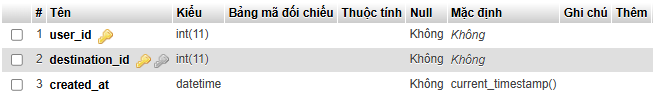 # Tên Kiểu Bảng mã đối chiếu Thuộc tính Null Mặc định Ghi chú Thêm
1 user_id int(11) Không Không
2 destination_id int(11) Không Không
3 created_at datetime Không current_timestamp()